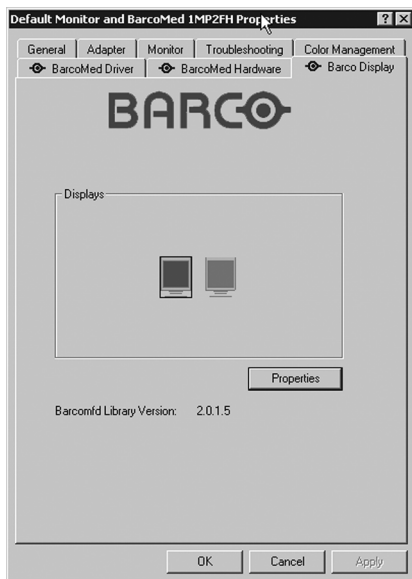 Default Monitor and BarcoMed 1MP2FH Properties
General Adapter Monitor Troubleshooting Color Management
BarcoMed Driver BarcoMed Hardware Barco Display
BARCO
Displays
Properties
Barcomfd Library Version: 2.0.1.5
OK Cancel Apply